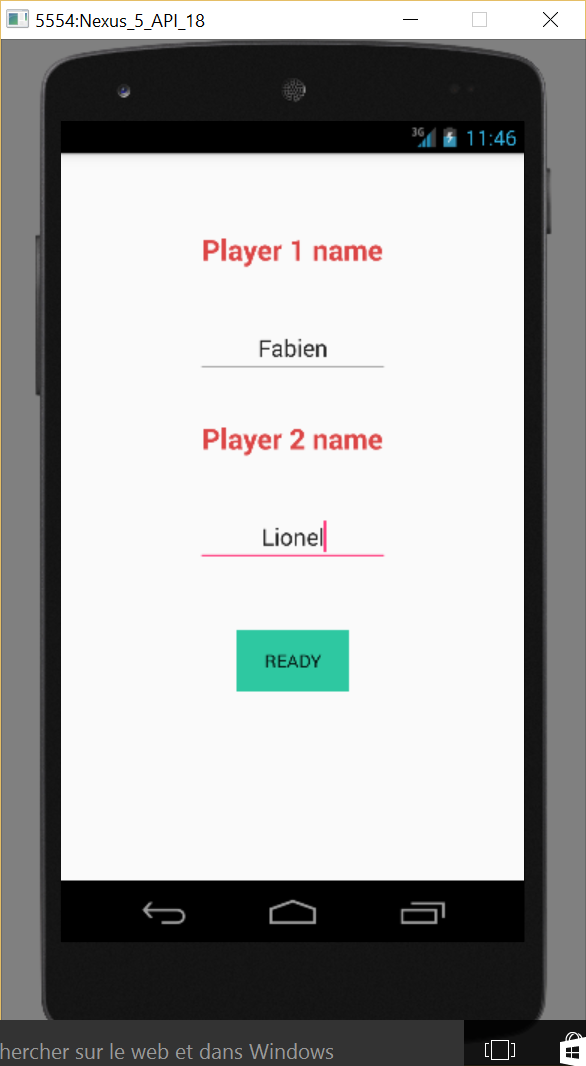 5554:Nexus_5_API_18
3G 11:46
Player 1 name
Fabien
Player 2 name
Lionel
READY
hercher sur le web et dans Windows